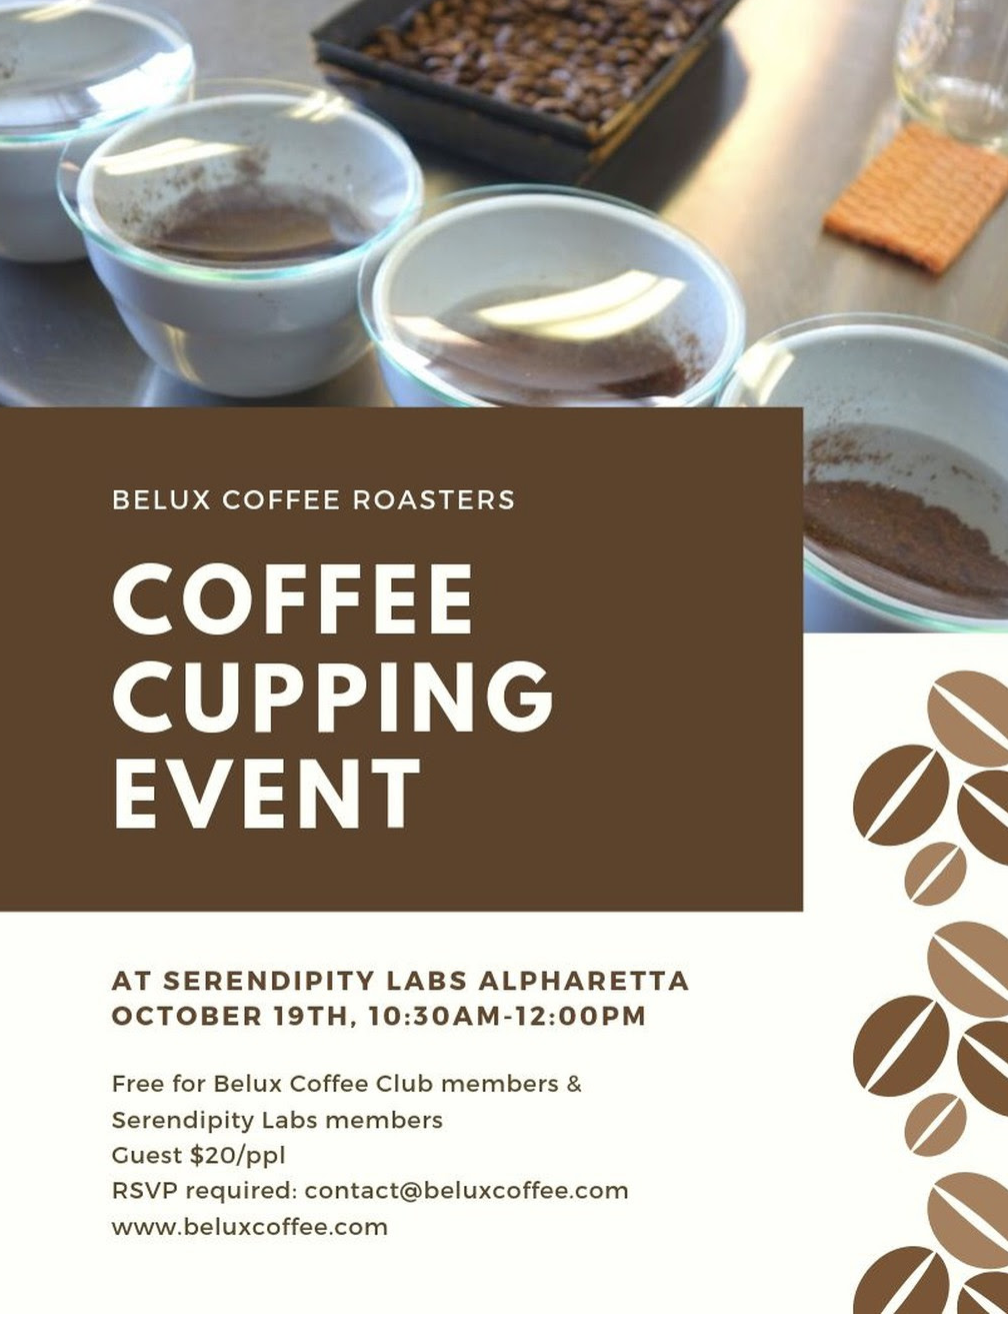 BELUX COFFEE ROASTERS
COFFEE
CUPPING
EVENT
AT SERENDIPITY LABS ALPHARETTA
OCTOBER 19TH, 10:30AM-12:00PM
Free for Belux Coffee Club members &
Serendipity Labs members
Guest $20/ppl
RSVP required: contact@beluxcoffee.com
www.beluxcoffee.com